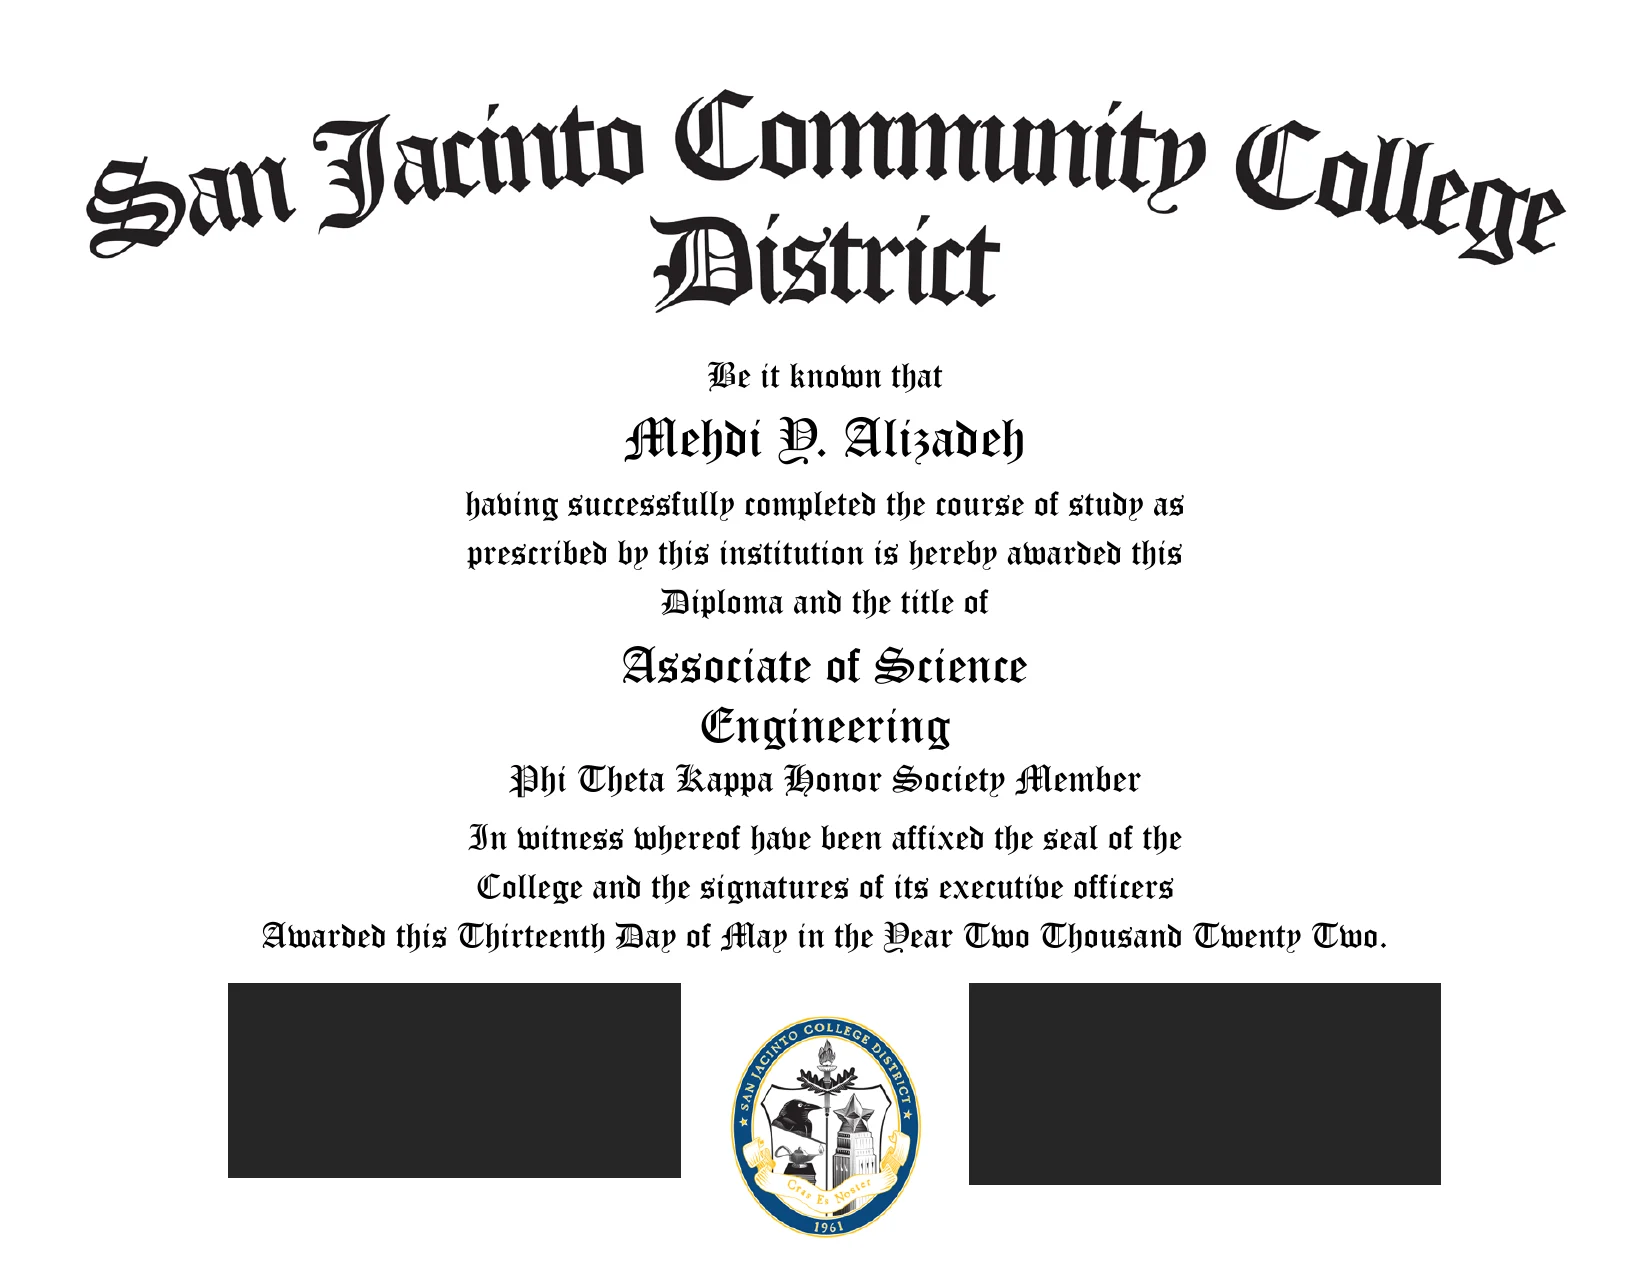 San Jacinto Community College
District
Be it known that
Mehdi Y. Alizadeh
having successfully completed the course of study as
prescribed by this institution is hereby awarded this
Diploma and the title of
Associate of Science
Engineering
Phi Theta Kappa Honor Society Member
In witness whereof have been affixed the seal of the
College and the signatures of its executive officers
Awarded this Thirteenth Day of May in the Year Two Thousand Twenty Two.
SAN JACINTO COLLEGE DISTRICT
Cras Es Noster
1961